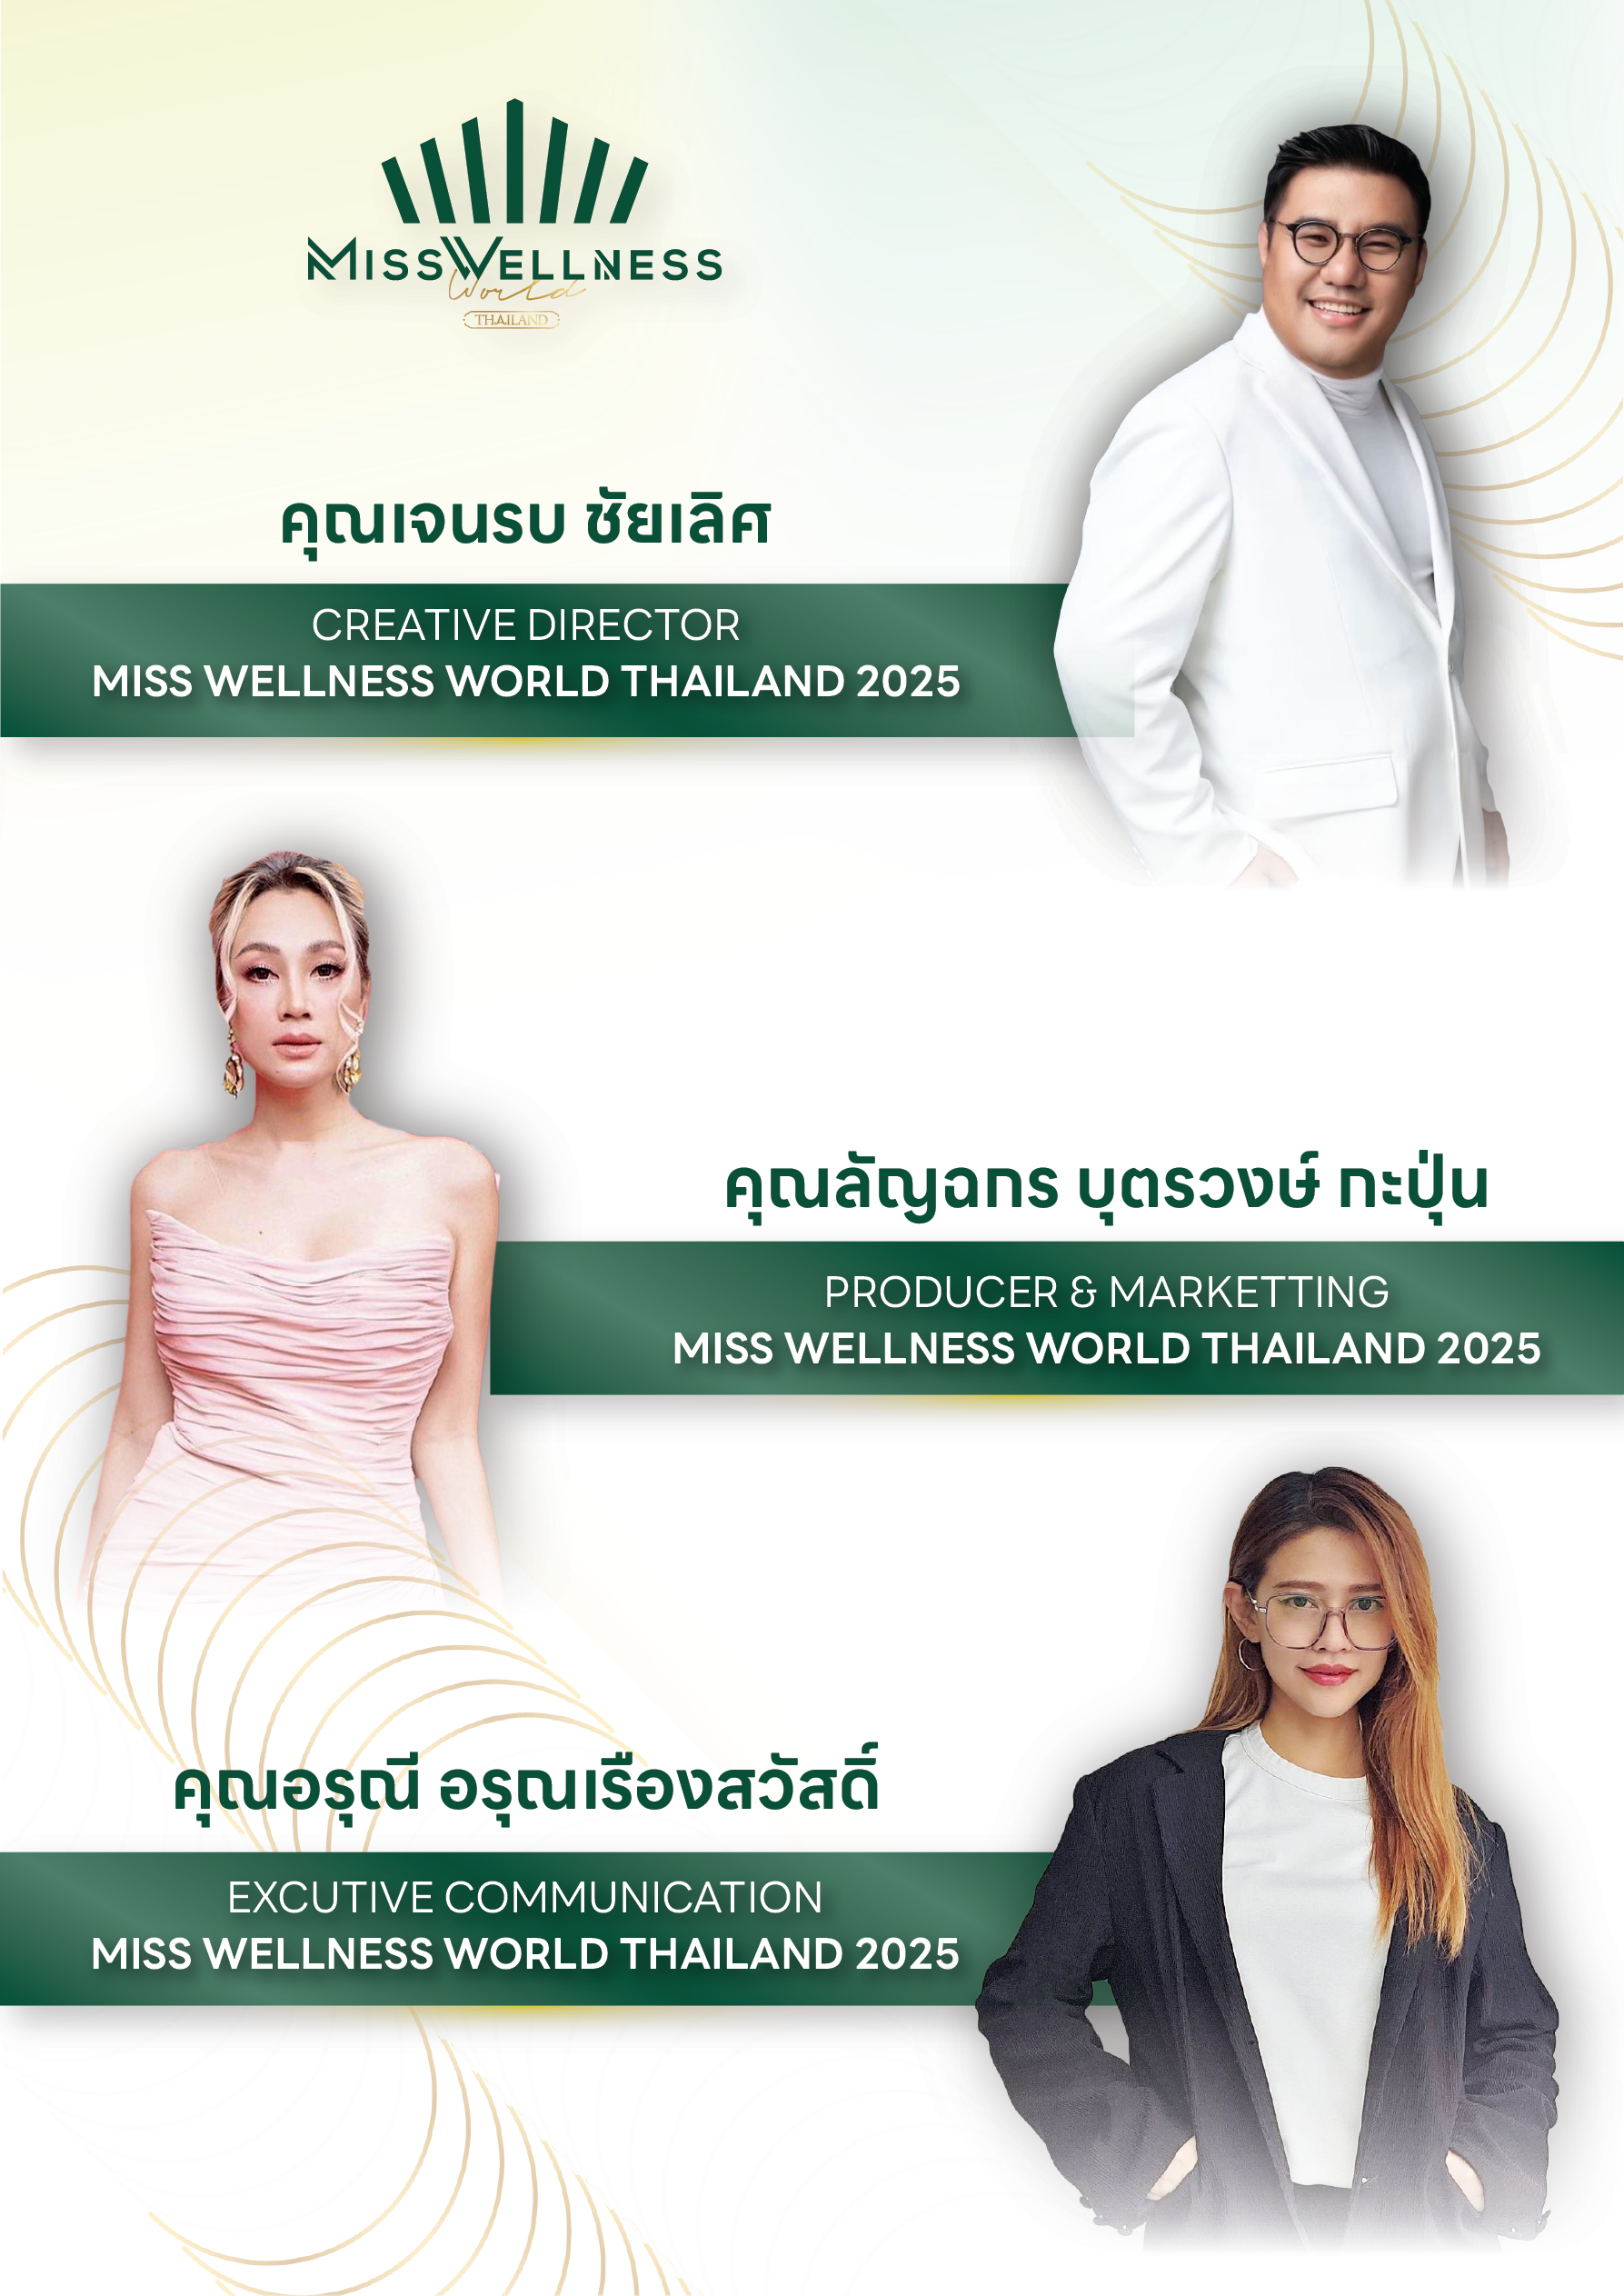 MISSWELLNESS
World
THAILAND
คุณเจนรบ ชัยเลิศ
CREATIVE DIRECTOR
MISS WELLNESS WORLD THAILAND 2025
คุณลัญฉกร บุตรวงษ์ กะปุ่น
PRODUCER & MARKETTING
MISS WELLNESS WORLD THAILAND 2025
คุณอรุณี อรุณเรืองสวัสดิ์
EXCUTIVE COMMUNICATION
MISS WELLNESS WORLD THAILAND 2025